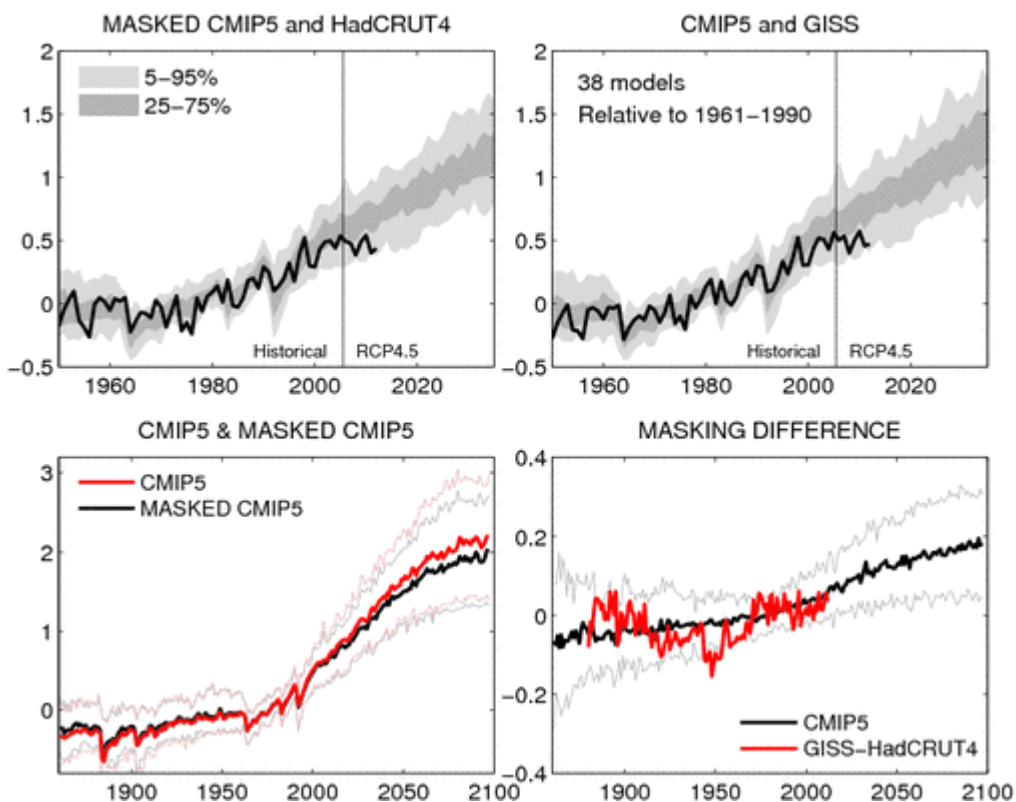 MASKED CMIP5 and HadCRUT4
2
1.5
1
0.5
0
−0.5
5−95%
25−75%
Historical
RCP4.5
1960 1980 2000 2020
CMIP5 and GISS
2
1.5
1
0.5
0
−0.5
38 models
Relative to 1961−1990
Historical
RCP4.5
1960 1980 2000 2020
CMIP5 & MASKED CMIP5
3
2
1
0
CMIP5
MASKED CMIP5
1900 1950 2000 2050 2100
MASKING DIFFERENCE
0.4
0.2
0
−0.2
−0.4
CMIP5
GISS−HadCRUT4
1900 1950 2000 2050 2100